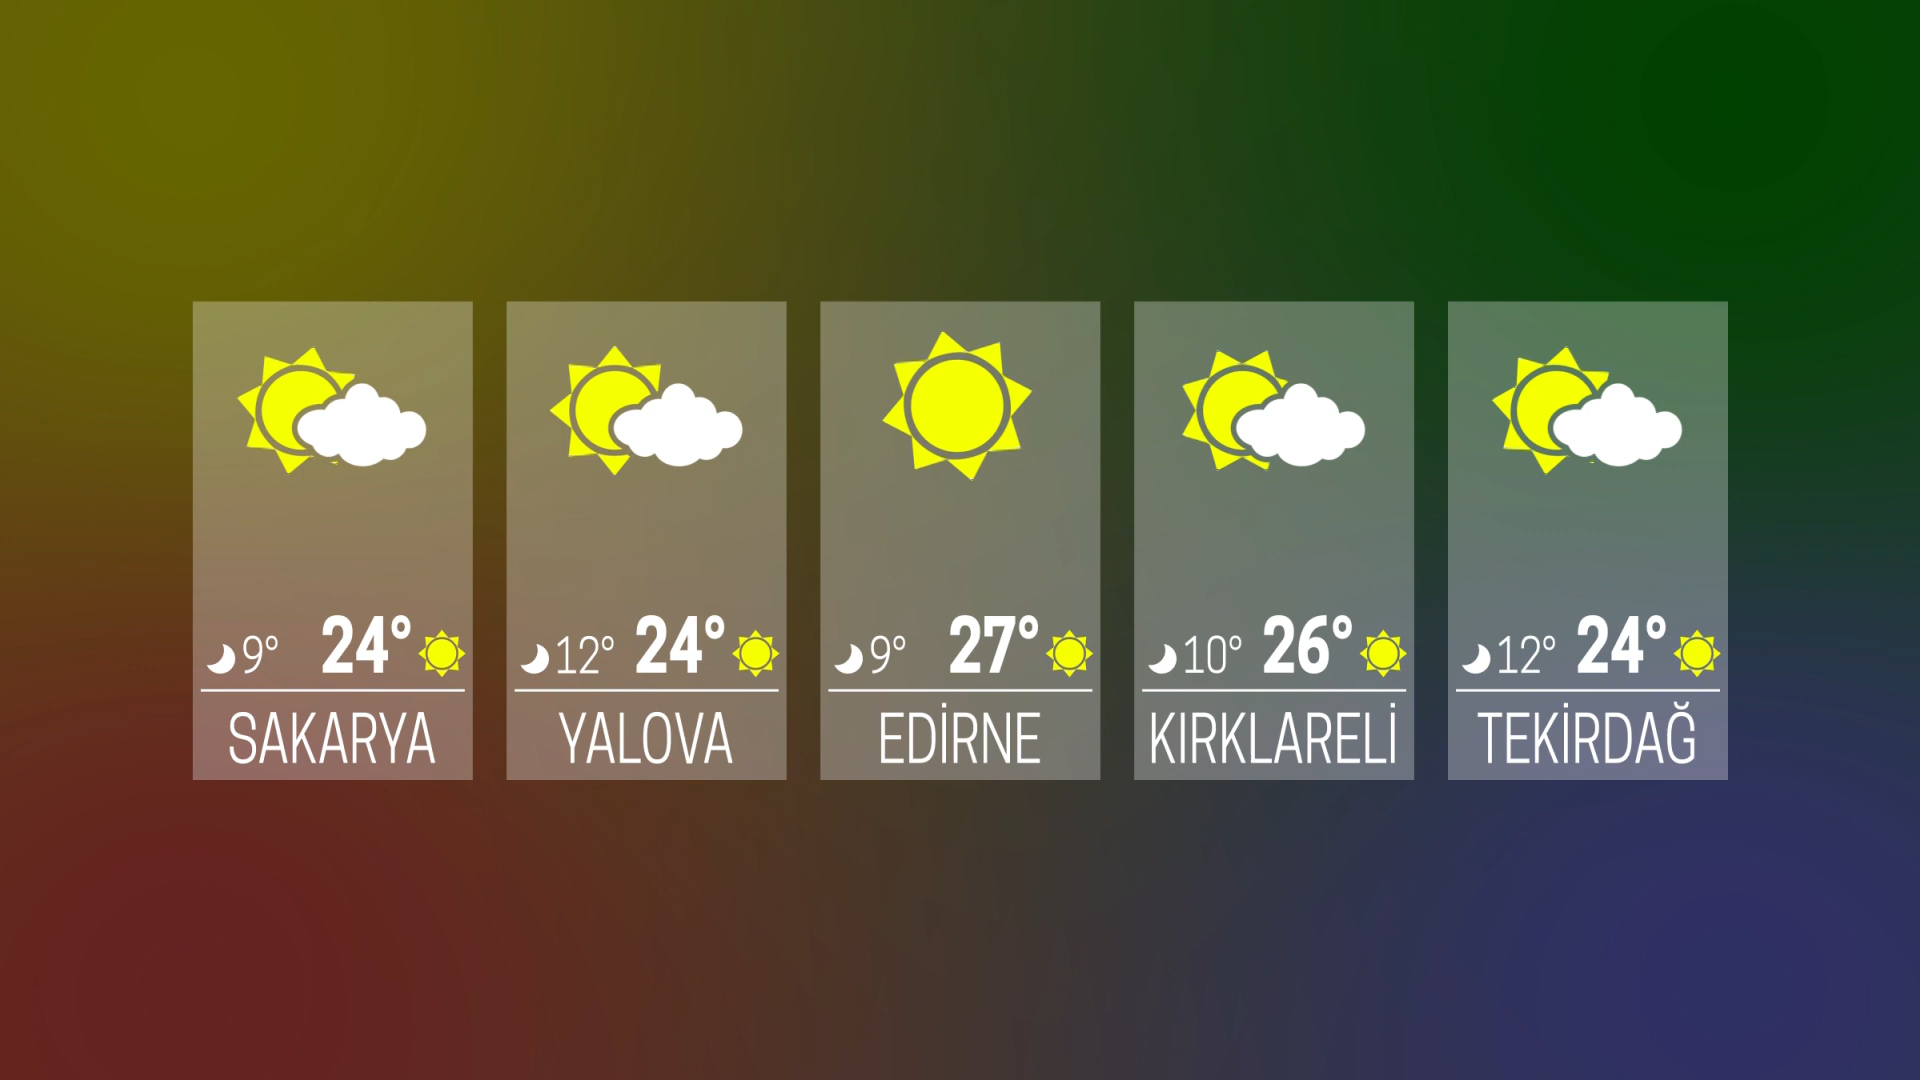 9° 24°
SAKARYA
12° 24°
YALOVA
9° 27°
EDİRNE
10° 26°
KIRKLARELİ
12° 24°
TEKİRDAĞ